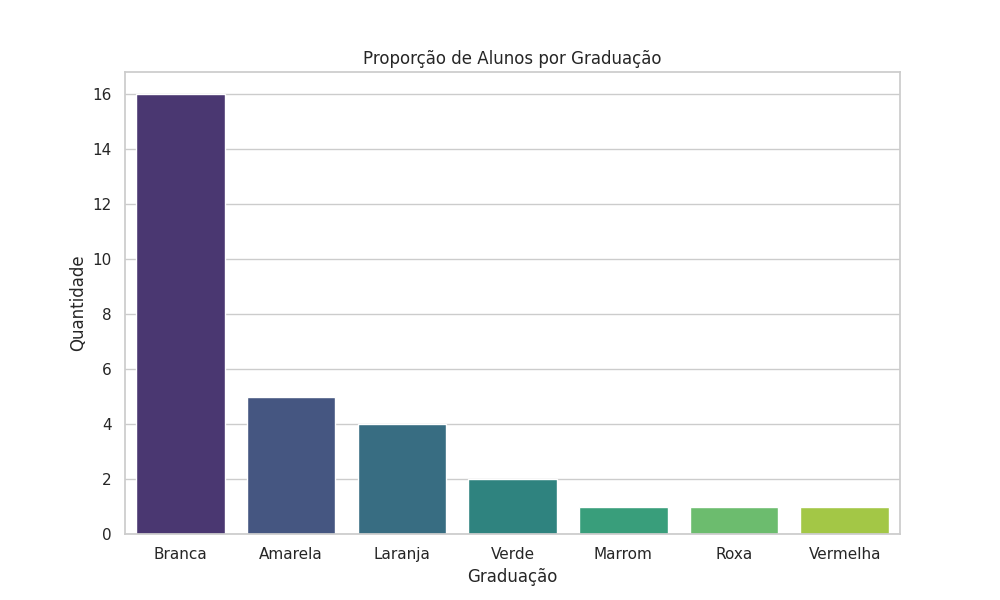 Proporção de Alunos por Graduação
Quantidade
16
14
12
10
8
6
4
2
0
Branca Amarela Laranja Verde Marrom Roxa Vermelha
Graduação